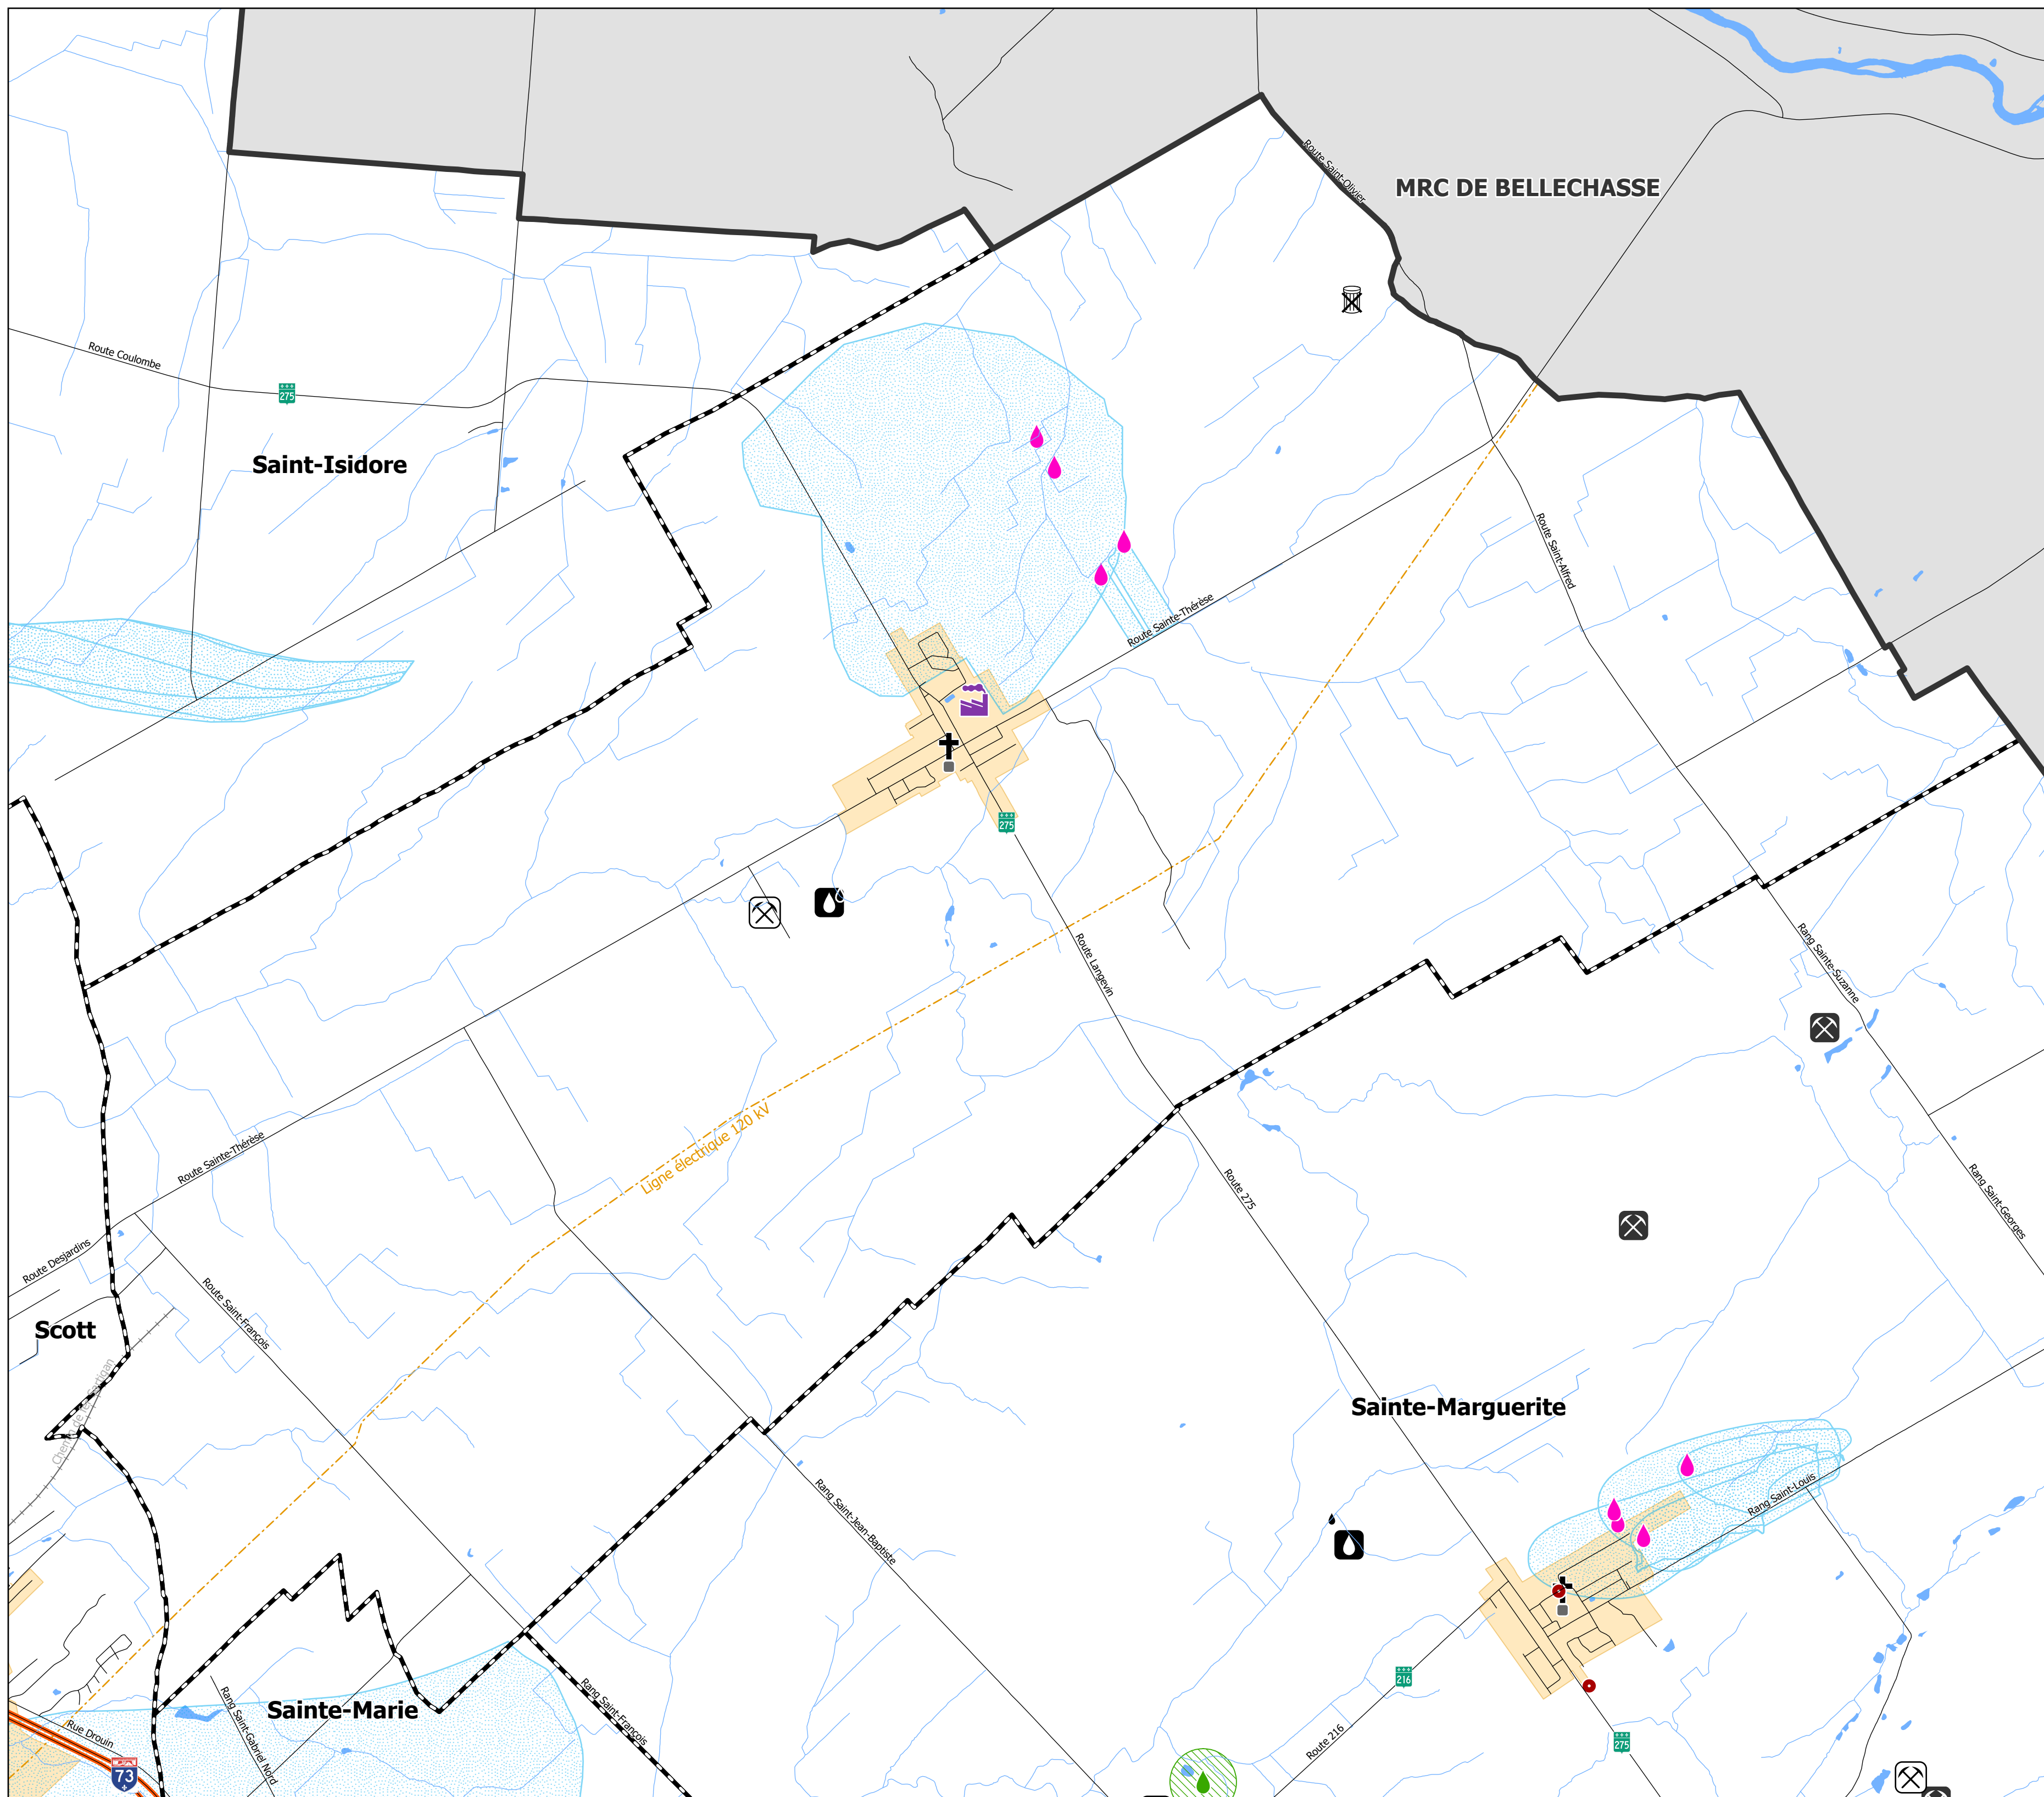 Route Saint-Olivier
MRC DE BELLECHASSE
Route Coulombe
275
Saint-Isidore
Route Saint-Alfred
Route Sainte-Thérèse
275
Route Langevin
Rang Sainte-Suzanne
Ligne électrique 120 kV
Route Sainte-Thérèse
Route 275
Rang Saint-Georges
Route Desjardins
Route Saint-François
Scott
Sainte-Marguerite
Rang Saint-Jean-Baptiste
Rang Saint-Louis
216
Rang Saint-François
Sainte-Marie
Rang Saint-Gabriel Nord
Rue Drouin
Route 216
275
73